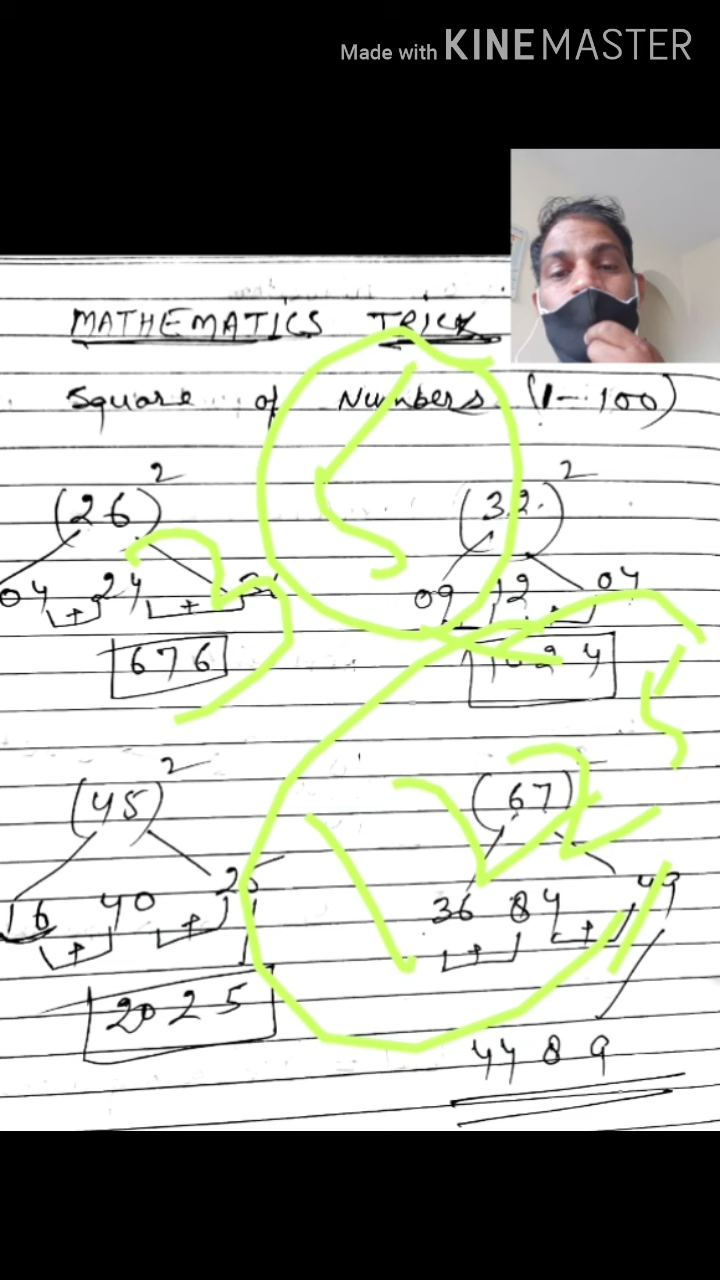 Made with KINEMASTER
MATHEMATICS TRICK
Square of Numbers (1-100)
(26)² (32)²
04 24 09 12 04
+ +
676
(45)² (67)
16 40 25 36 84 49
+ + + +
2025
4489